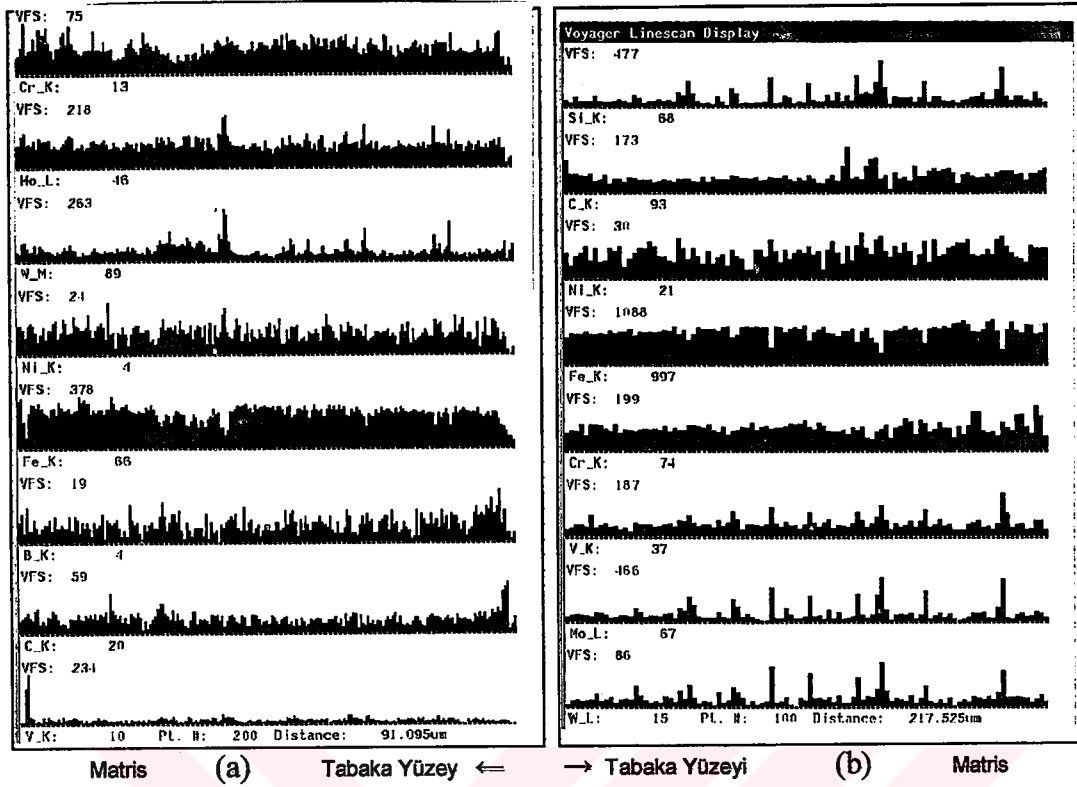 VFS: 75
Cr_K: 13
VFS: 218
Mo_L: 46
VFS: 263
W_M: 89
VFS: 24
Ni_K: 4
VFS: 378
Fe_K: 66
VFS: 19
B_K: 4
VFS: 59
C_K: 20
VFS: 234
V_K: 10 Pt. #: 200 Distance: 91.095um
Voyager Linescan Display
VFS: 477
Si_K: 68
VFS: 173
C_K: 93
VFS: 30
Ni_K: 21
VFS: 1088
Fe_K: 997
VFS: 199
Cr_K: 74
VFS: 187
V_K: 37
VFS: 466
Mo_L: 67
VFS: 86
W_L: 15 Pt. #: 100 Distance: 217.525um
Matris (a) Tabaka Yüzey ⇐ → Tabaka Yüzeyi (b) Matris